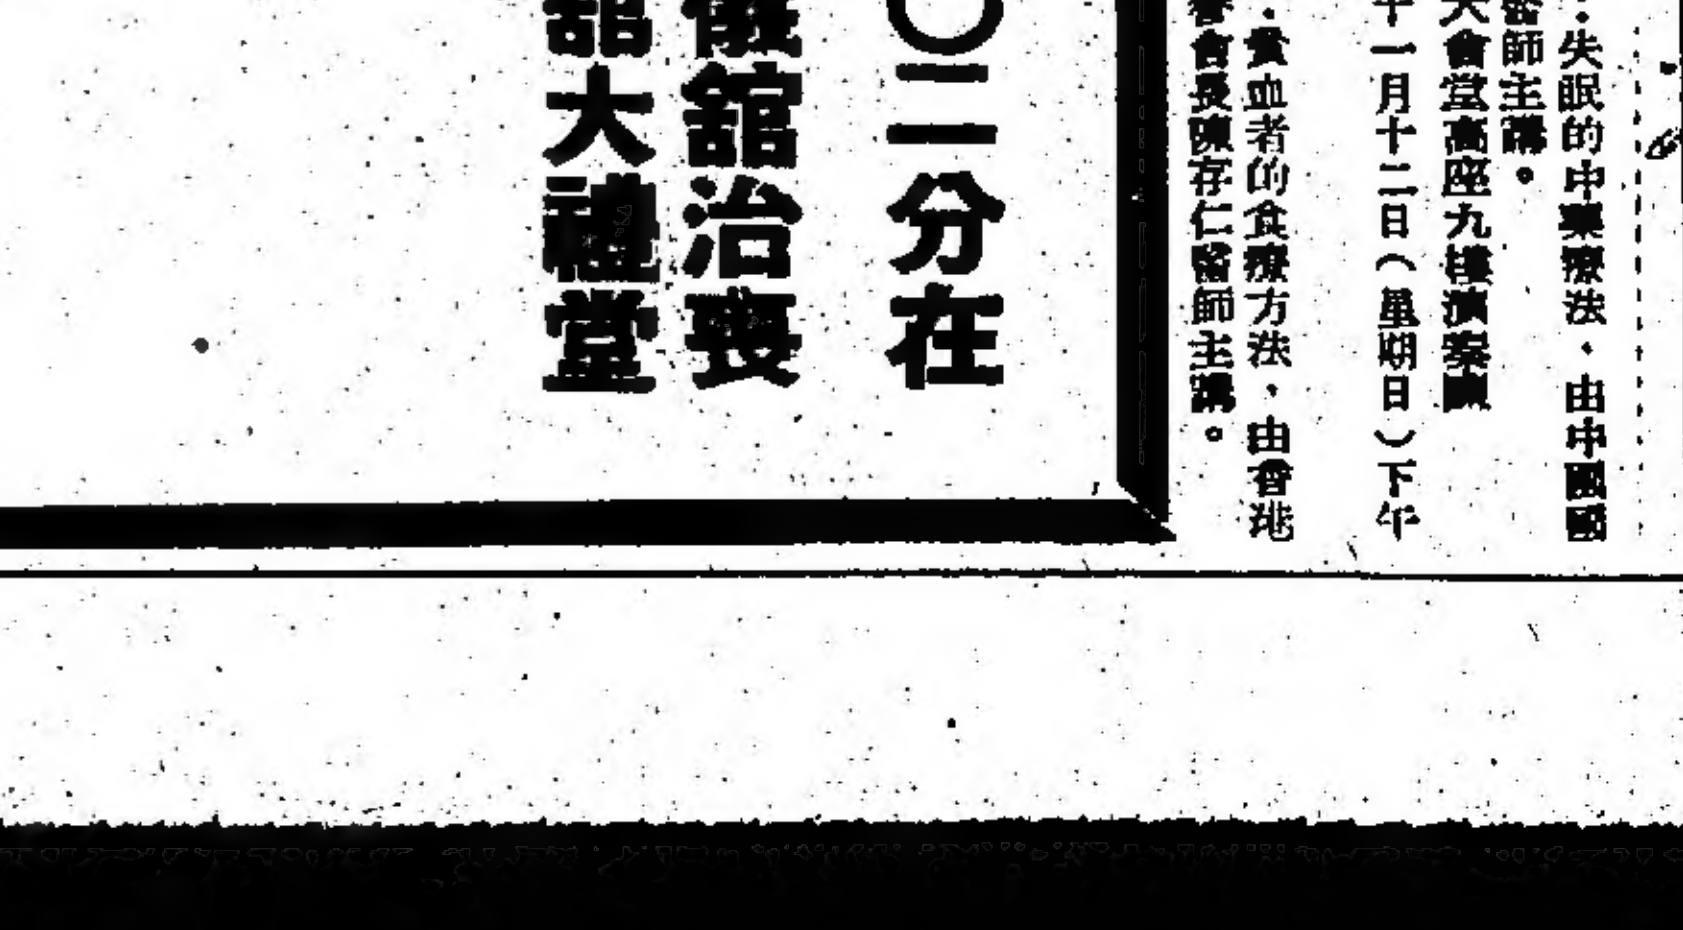 失眠的中藥療法，由中國國
醫師主講。
大會堂高座九樓演奏廳
年十一月十二日（星期日）下午
貧血者的食療方法，由香港
會會長陳存仁醫師主講。
〇二分在
儀館治喪
館大禮堂